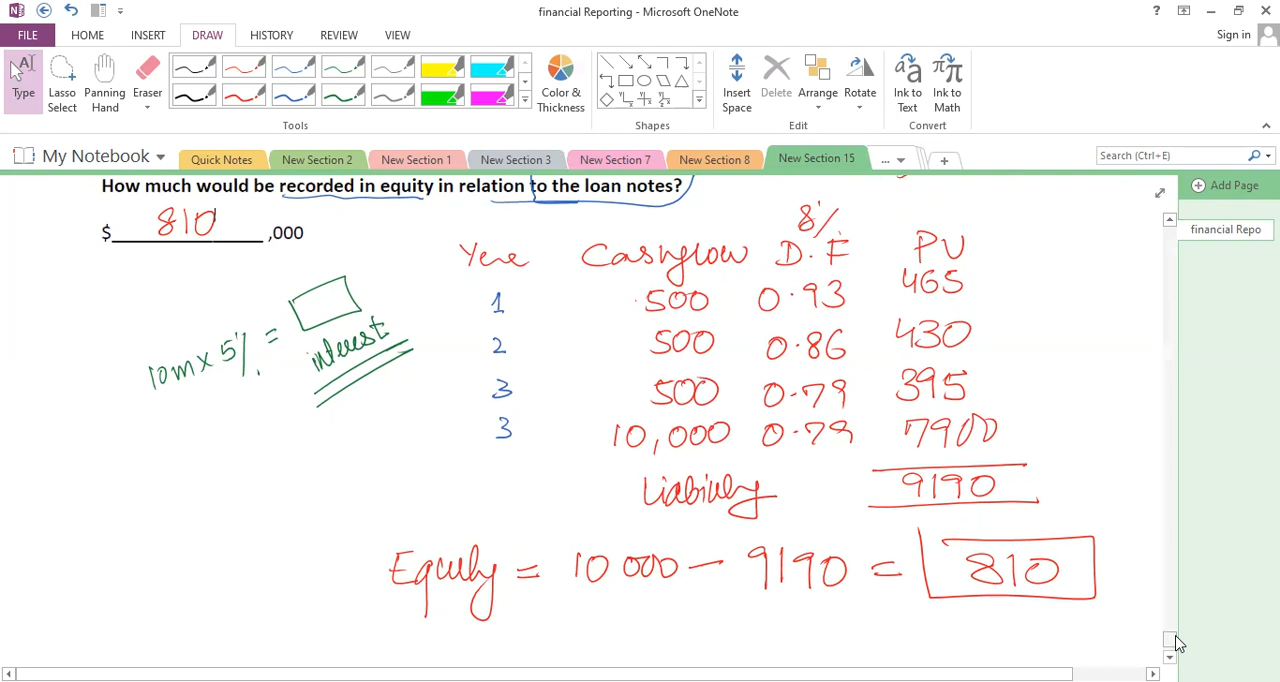 financial Reporting - Microsoft OneNote
?
Sign in
FILE HOME INSERT DRAW HISTORY REVIEW VIEW
Type
Lasso Select
Panning Hand
Eraser
Color & Thickness
Insert Space
Delete
Arrange
Rotate
Ink to Text
Ink to Math
Tools Shapes Edit Convert
My Notebook Quick Notes New Section 2 New Section 1 New Section 3 New Section 7 New Section 8 New Section 15 ... +
Search (Ctrl+E)
Add Page
financial Repo
How much would be recorded in equity in relation to the loan notes?
$ 810 ,000
8%
Cashflow D.F PV
1 500 0.93 465
2 500 0.86 430
3 500 0.79 395
3 10,000 0.79 7900
Liability 9190
Equity = 10 000 - 9190 = 810
10m x 5% =
interest